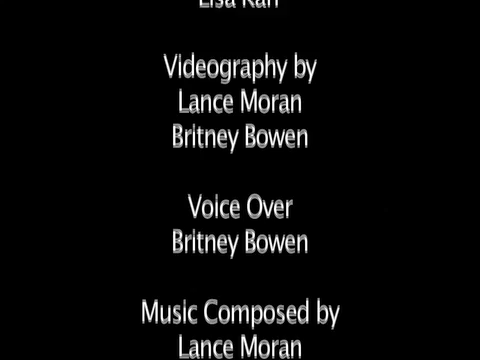 Videography by
Lance Moran
Britney Bowen
Voice Over
Britney Bowen
Music Composed by
Lance Moran